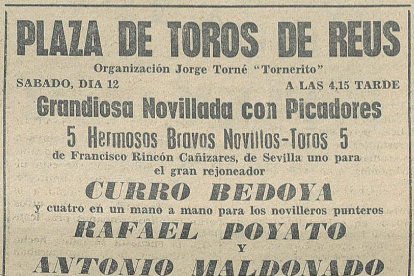 PLAZA DE TOROS DE REUS
Organización Jorge Torné "Tornerito"
SABADO, DIA 12 A LAS 4,15 TARDE
Grandiosa Novillada con Picadores
5 Hermosos Bravos Novillos-Toros 5
de Francisco Rincón Cañizares, de Sevilla uno para
el gran rejoneador
CURRO BEDOYA
y cuatro en un mano a mano para los novilleros punteros
RAFAEL POYATO
Y
ANTONIO MALDONADO